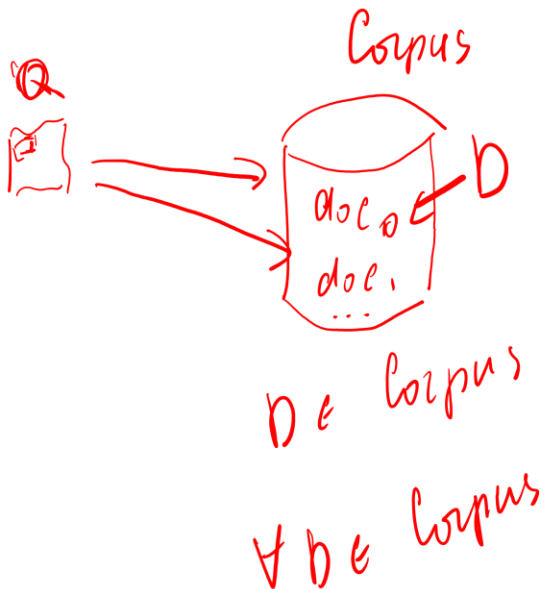 Corpus
Q
D
doc₀
doc₁
...
D ∈ Corpus
∀ D ∈ Corpus